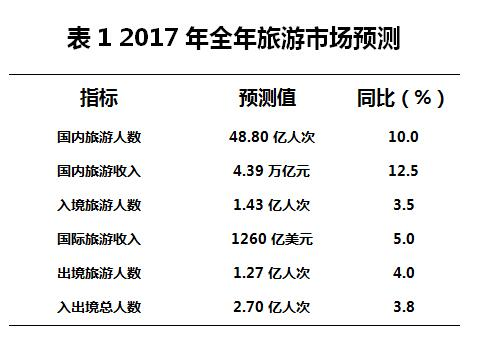 表 1 2017 年全年旅游市场预测
指标 预测值 同比（%）
国内旅游人数 48.80 亿人次 10.0
国内旅游收入 4.39 万亿元 12.5
入境旅游人数 1.43 亿人次 3.5
国际旅游收入 1260 亿美元 5.0
出境旅游人数 1.27 亿人次 4.0
入出境总人数 2.70 亿人次 3.8